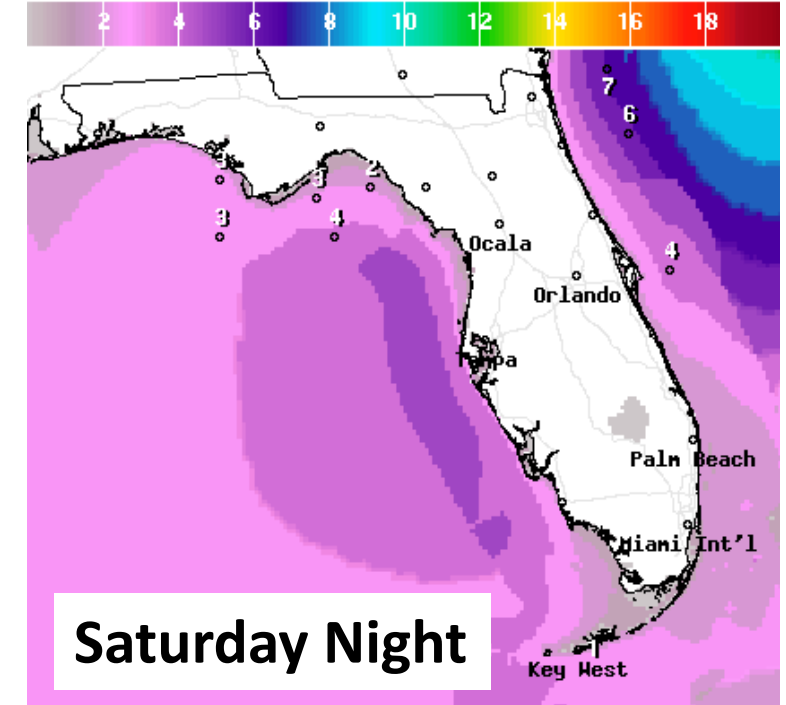 2 4 6 8 10 12 14 16 18
7
6
2
3
3 4
4
Ocala
Orlando
Tampa
Palm Beach
Miami Int'l
1
Key West
Saturday Night